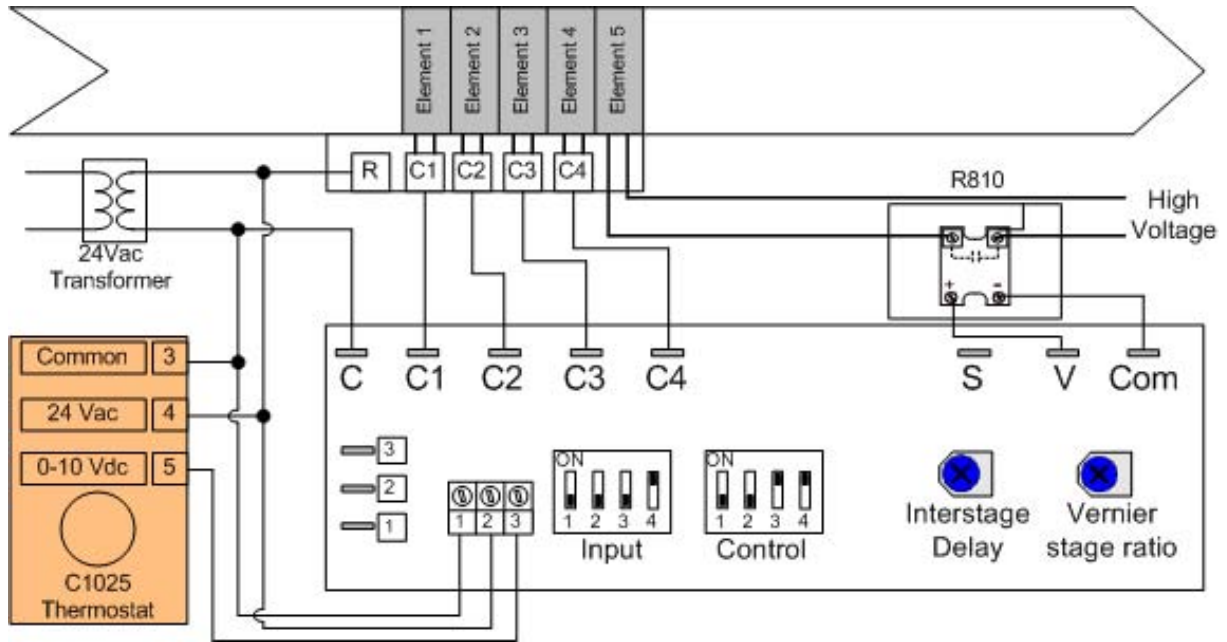 Element 1
Element 2
Element 3
Element 4
Element 5
R
C1
C2
C3
C4
R810
High
Voltage
24Vac
Transformer
+
=
Common
3
24 Vac
4
0-10 Vdc
5
C1025
Thermostat
C
C1
C2
C3
C4
S
V
Com
3
2
1
1 2 3
ON
1 2 3 4
Input
ON
1 2 3 4
Control
Interstage
Delay
Vernier
stage ratio